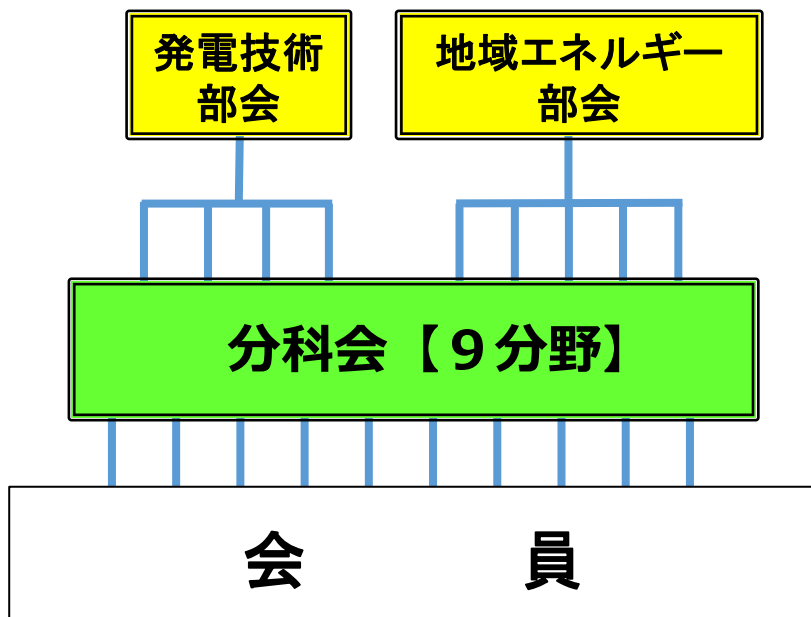 発電技術
部会
地域エネルギー
部会
分科会【９分野】
会　員